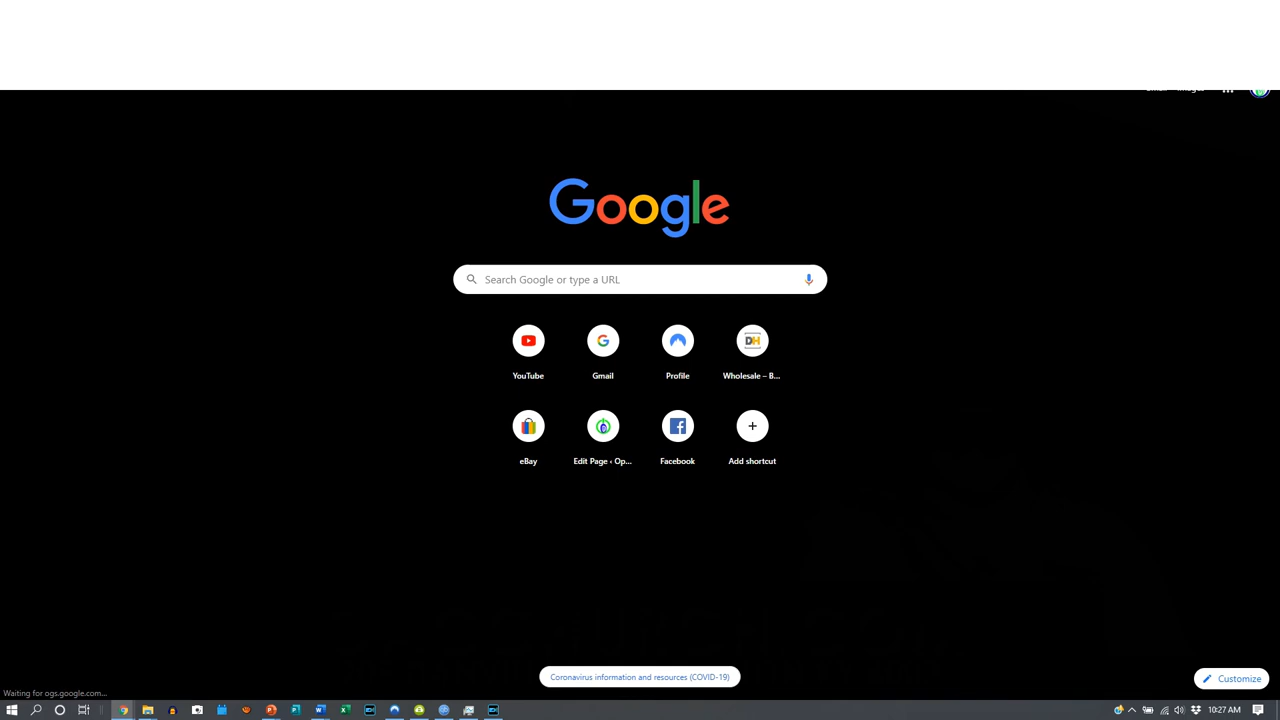 Google
Search Google or type a URL
YouTube
Gmail
Profile
Wholesale – B...
DH
eBay
Edit Page ‹ Op...
Facebook
Add shortcut
Coronavirus information and resources (COVID-19)
Customize
Waiting for ogs.google.com...
10:27 AM